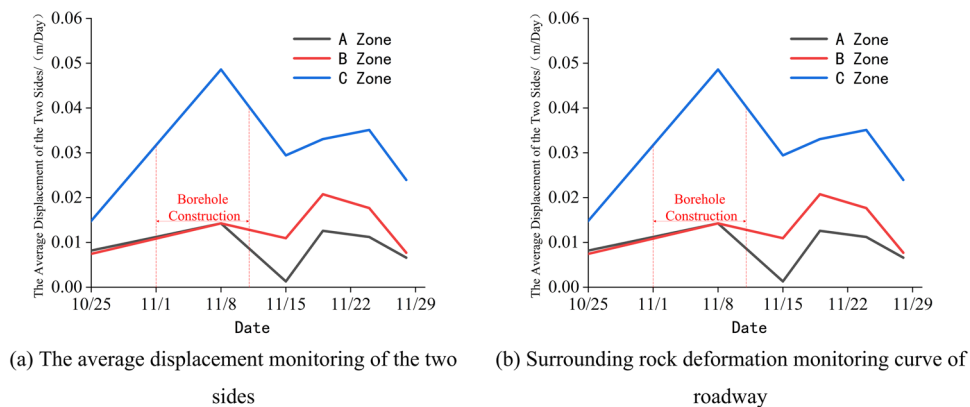 The Average Displacement of the Two Sides/ (m/Day)
0.06
0.05
0.04
0.03
0.02
0.01
0.00
A Zone
B Zone
C Zone
Borehole
Construction
10/25 11/1 11/8 11/15 11/22 11/29
Date
(a) The average displacement monitoring of the two
sides
The Average Displacement of the Two Sides/ (m/Day)
0.06
0.05
0.04
0.03
0.02
0.01
0.00
A Zone
B Zone
C Zone
Borehole
Construction
10/25 11/1 11/8 11/15 11/22 11/29
Date
(b) Surrounding rock deformation monitoring curve of
roadway